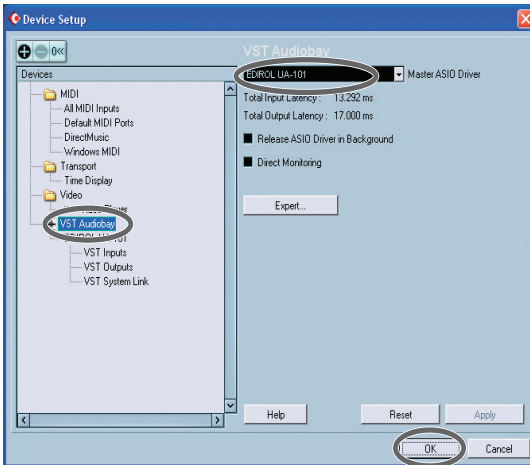 Device Setup
VST Audiobay
Devices
MIDI
All MIDI Inputs
Default MIDI Ports
DirectMusic
Windows MIDI
Transport
Time Display
Video
VST Audiobay
VST Inputs
VST Outputs
VST System Link
EDIROL UA-101
Master ASIO Driver
Total Input Latency : 13.292 ms
Total Output Latency : 17.000 ms
Release ASIO Driver in Background
Direct Monitoring
Expert...
Help Reset Apply
OK Cancel